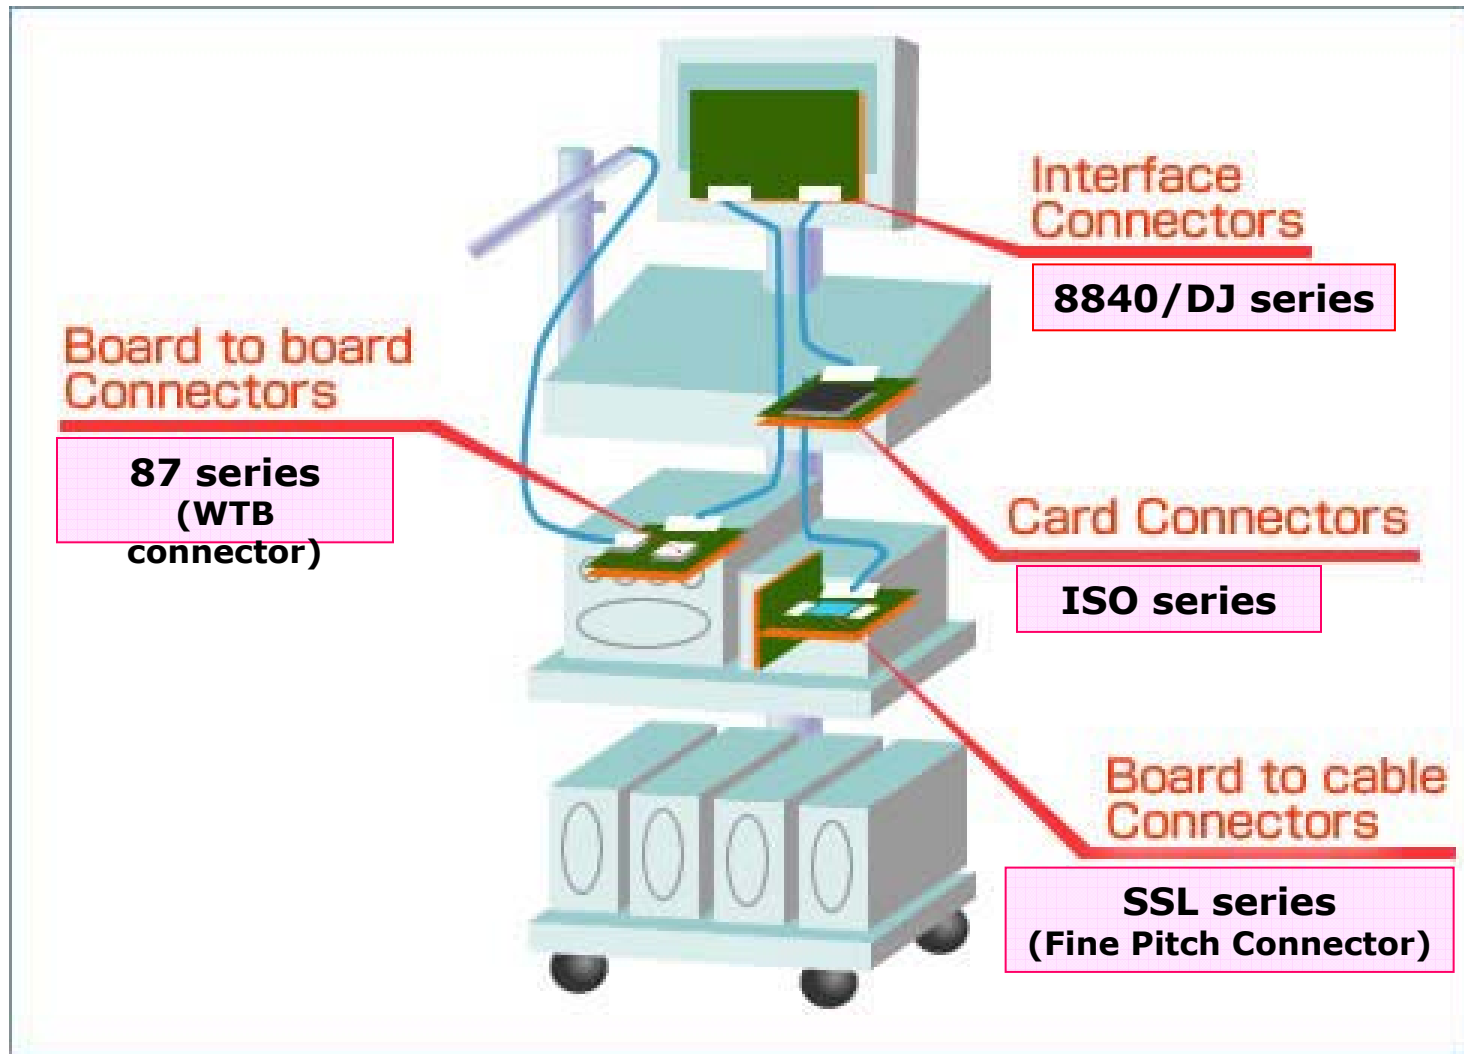 Interface
Connectors
8840/DJ series
Board to board
Connectors
87 series
(WTB
connector)
Card Connectors
ISO series
Board to cable
Connectors
SSL series
(Fine Pitch Connector)